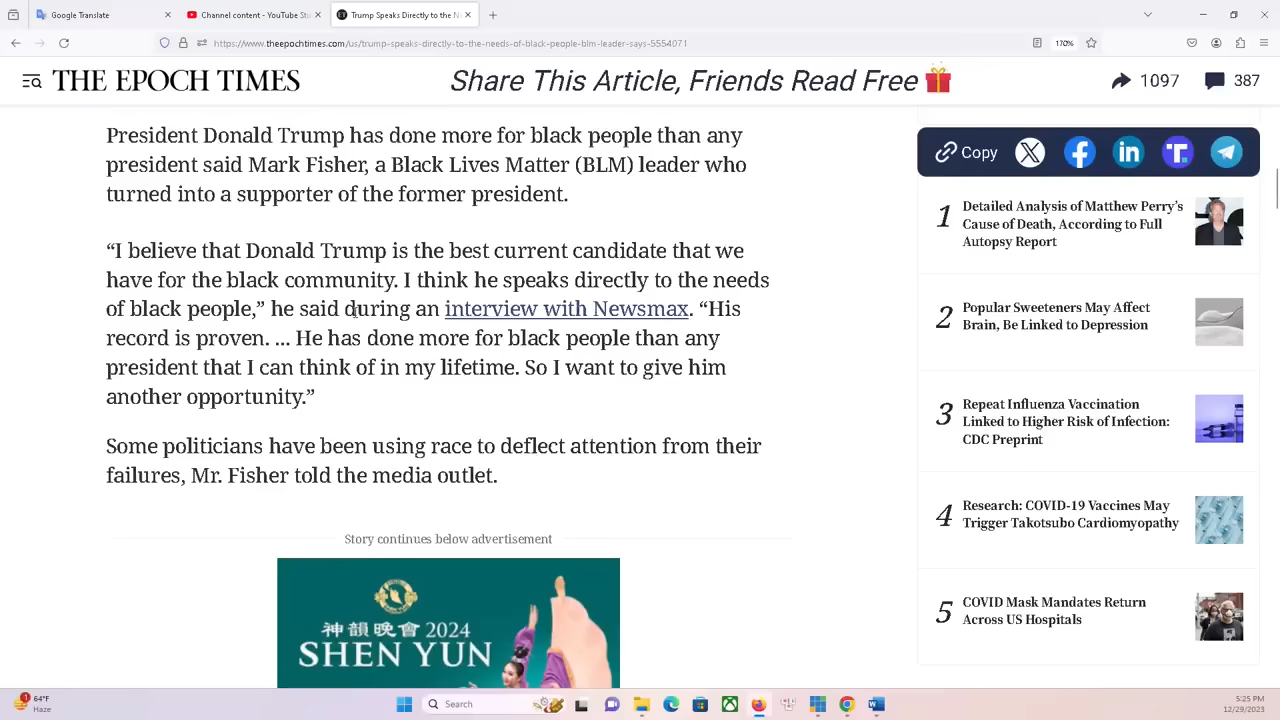 Google Translate
Channel content - YouTube Stu
Trump Speaks Directly to the N
https://www.theepochtimes.com/us/trump-speaks-directly-to-the-needs-of-black-people-blm-leader-says-5554071
170%
THE EPOCH TIMES
Share This Article, Friends Read Free
1097
387
President Donald Trump has done more for black people than any
president said Mark Fisher, a Black Lives Matter (BLM) leader who
turned into a supporter of the former president.
“I believe that Donald Trump is the best current candidate that we
have for the black community. I think he speaks directly to the needs
of black people,” he said during an interview with Newsmax. “His
record is proven. ... He has done more for black people than any
president that I can think of in my lifetime. So I want to give him
another opportunity.”
Some politicians have been using race to deflect attention from their
failures, Mr. Fisher told the media outlet.
Story continues below advertisement
神韻晚會 2024
SHEN YUN
Copy
1
Detailed Analysis of Matthew Perry’s
Cause of Death, According to Full
Autopsy Report
2
Popular Sweeteners May Affect
Brain, Be Linked to Depression
3
Repeat Influenza Vaccination
Linked to Higher Risk of Infection:
CDC Preprint
4
Research: COVID-19 Vaccines May
Trigger Takotsubo Cardiomyopathy
5
COVID Mask Mandates Return
Across US Hospitals
1
64°F
Haze
Search
5:25 PM
12/29/2023